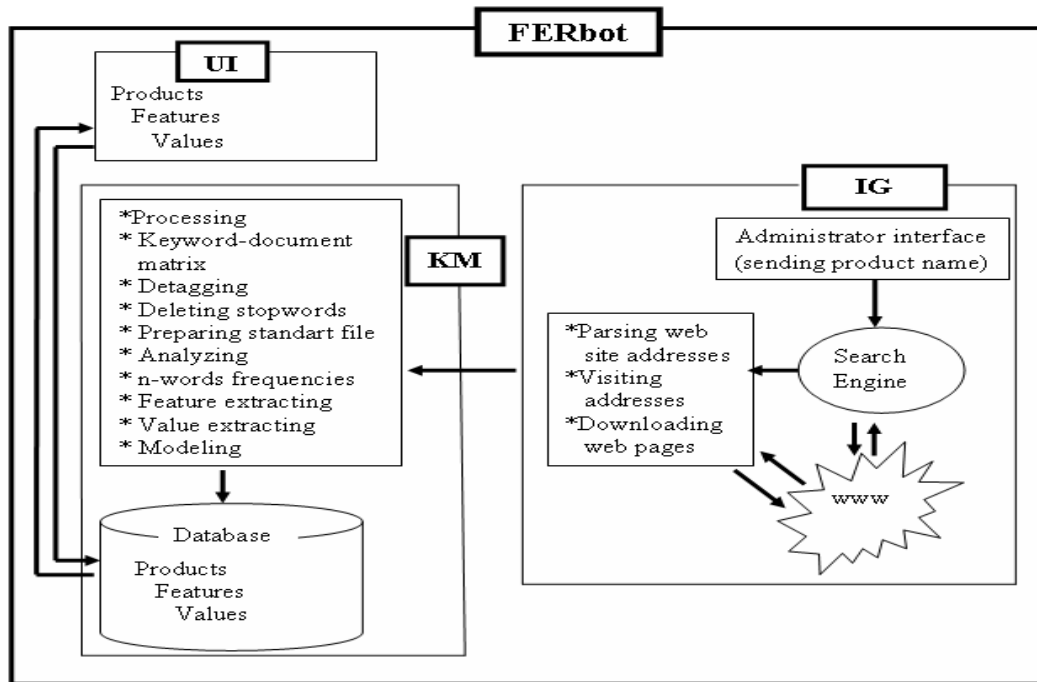 FERbot
UI
Products
Features
Values
KM
*Processing
* Keyword-document
matrix
* Detagging
* Deleting stopwords
* Preparing standart file
* Analyzing
* n-words frequencies
* Feature extracting
* Value extracting
* Modeling
Database
Products
Features
Values
IG
Administrator interface
(sending product name)
Search
Engine
*Parsing web
site addresses
*Visiting
addresses
*Downloading
web pages
www